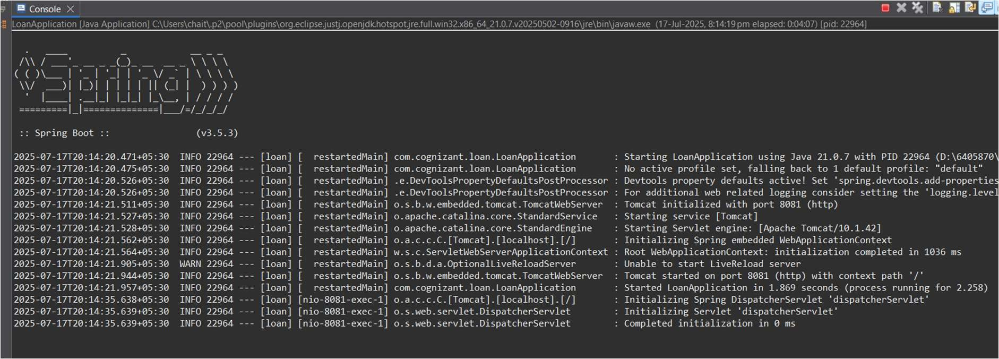 Console
LoanApplication [Java Application] C:\Users\chait\.p2\pool\plugins\org.eclipse.justj.openjdk.hotspot.jre.full.win32.x86_64_21.0.7.v20250502-0916\jre\bin\javaw.exe (17-Jul-2025, 8:14:19 pm elapsed: 0:04:07) [pid: 22964]
  .   ____          _            __ _ _
 /\\ / ___'_ __ _ _(_)_ __  __ _ \ \ \ \
( ( )\___ | '_ | '_| | '_ \/ _` | \ \ \ \
 \\/  ___)| |_)| | | | | || (_| |  ) ) ) )
  '  |____| .__|_| |_|_| |_\__, | / / / /
 =========|_|==============|___/=/_/_/_/
 :: Spring Boot ::                (v3.5.3)
2025-07-17T20:14:20.471+05:30  INFO 22964 --- [loan] [  restartedMain] com.cognizant.loan.LoanApplication       : Starting LoanApplication using Java 21.0.7 with PID 22964 (D:\6405870\
2025-07-17T20:14:20.475+05:30  INFO 22964 --- [loan] [  restartedMain] com.cognizant.loan.LoanApplication       : No active profile set, falling back to 1 default profile: "default"
2025-07-17T20:14:20.526+05:30  INFO 22964 --- [loan] [  restartedMain] .e.DevToolsPropertyDefaultsPostProcessor : Devtools property defaults active! Set 'spring.devtools.add-properties
2025-07-17T20:14:20.526+05:30  INFO 22964 --- [loan] [  restartedMain] .e.DevToolsPropertyDefaultsPostProcessor : For additional web related logging consider setting the 'logging.level
2025-07-17T20:14:21.511+05:30  INFO 22964 --- [loan] [  restartedMain] o.s.b.w.embedded.tomcat.TomcatWebServer  : Tomcat initialized with port 8081 (http)
2025-07-17T20:14:21.527+05:30  INFO 22964 --- [loan] [  restartedMain] o.apache.catalina.core.StandardService   : Starting service [Tomcat]
2025-07-17T20:14:21.528+05:30  INFO 22964 --- [loan] [  restartedMain] o.apache.catalina.core.StandardEngine    : Starting Servlet engine: [Apache Tomcat/10.1.42]
2025-07-17T20:14:21.562+05:30  INFO 22964 --- [loan] [  restartedMain] o.a.c.c.C.[Tomcat].[localhost].[/]       : Initializing Spring embedded WebApplicationContext
2025-07-17T20:14:21.564+05:30  INFO 22964 --- [loan] [  restartedMain] w.s.c.ServletWebServerApplicationContext : Root WebApplicationContext: initialization completed in 1036 ms
2025-07-17T20:14:21.905+05:30  WARN 22964 --- [loan] [  restartedMain] o.s.b.d.a.OptionalLiveReloadServer       : Unable to start LiveReload server
2025-07-17T20:14:21.944+05:30  INFO 22964 --- [loan] [  restartedMain] o.s.b.w.embedded.tomcat.TomcatWebServer  : Tomcat started on port 8081 (http) with context path '/'
2025-07-17T20:14:21.957+05:30  INFO 22964 --- [loan] [  restartedMain] com.cognizant.loan.LoanApplication       : Started LoanApplication in 1.869 seconds (process running for 2.258)
2025-07-17T20:14:35.638+05:30  INFO 22964 --- [loan] [nio-8081-exec-1] o.a.c.c.C.[Tomcat].[localhost].[/]       : Initializing Spring DispatcherServlet 'dispatcherServlet'
2025-07-17T20:14:35.639+05:30  INFO 22964 --- [loan] [nio-8081-exec-1] o.s.web.servlet.DispatcherServlet        : Initializing Servlet 'dispatcherServlet'
2025-07-17T20:14:35.639+05:30  INFO 22964 --- [loan] [nio-8081-exec-1] o.s.web.servlet.DispatcherServlet        : Completed initialization in 0 ms